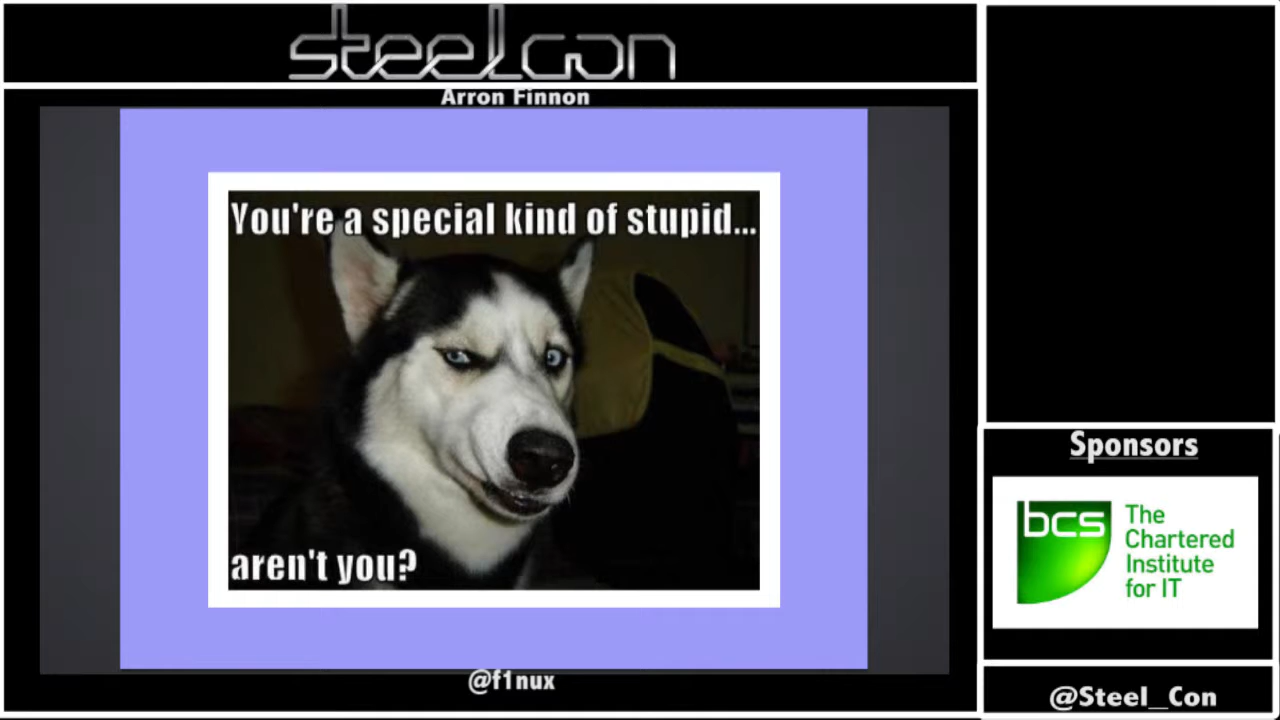 steelcon
Arron Finnon
You're a special kind of stupid...
aren't you?
@f1nux
Sponsors
bcs
The
Chartered
Institute
for IT
@Steel_Con